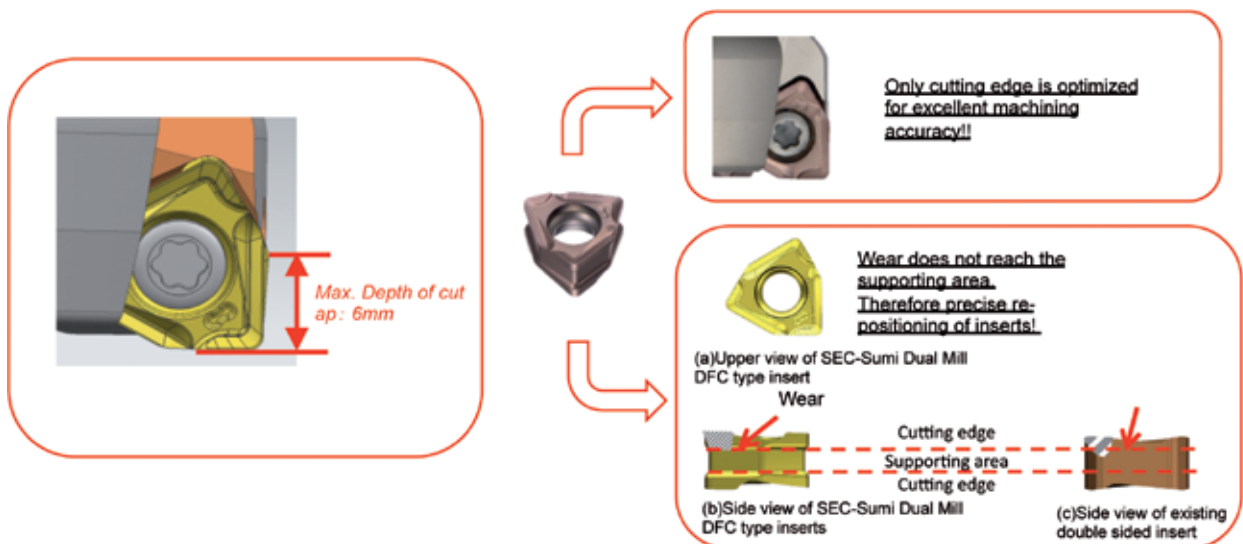 Max. Depth of cut
ap: 6mm
Only cutting edge is optimized
for excellent machining
accuracy!!
Wear does not reach the
supporting area.
Therefore precise re-
positioning of inserts!
(a)Upper view of SEC-Sumi Dual Mill
DFC type insert
Wear
Cutting edge
Supporting area
Cutting edge
(b)Side view of SEC-Sumi Dual Mill
DFC type inserts
(c)Side view of existing
double sided insert